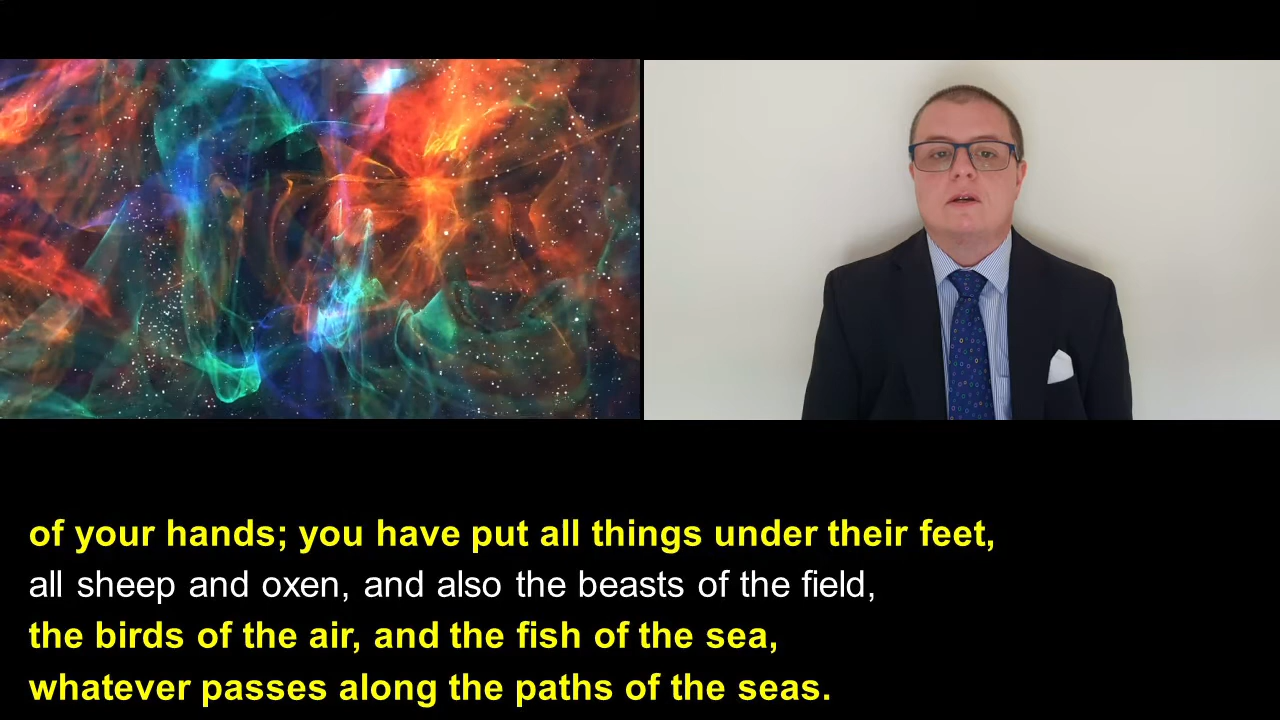 of your hands; you have put all things under their feet,
all sheep and oxen, and also the beasts of the field,
the birds of the air, and the fish of the sea,
whatever passes along the paths of the seas.